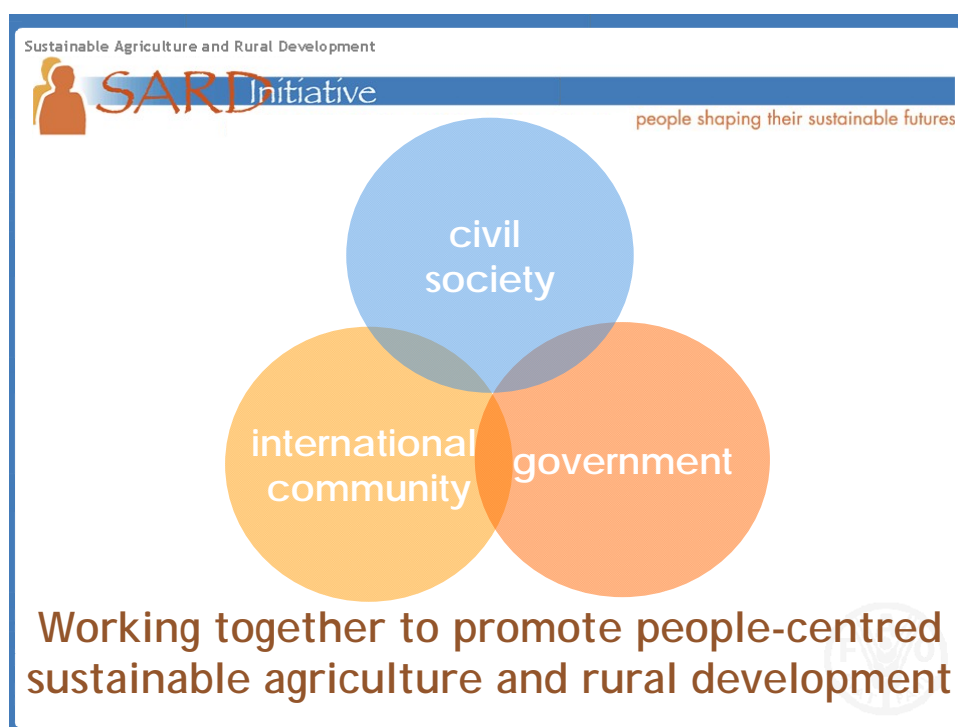 Sustainable Agriculture and Rural Development
SARD Initiative
people shaping their sustainable futures
civil
society
international
community
government
Working together to promote people-centred
sustainable agriculture and rural development